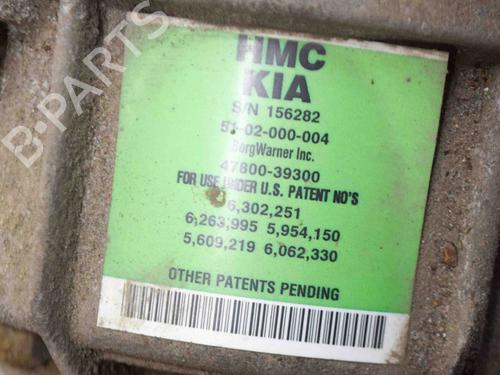 B-PARTS
HMC
KIA
S/N 156282
51-02-000-004
BorgWarner Inc.
47800-39300
FOR USE UNDER U.S. PATENT NO'S
6,302,251
6,263,995 5,954,150
5,609,219 6,062,330
OTHER PATENTS PENDING